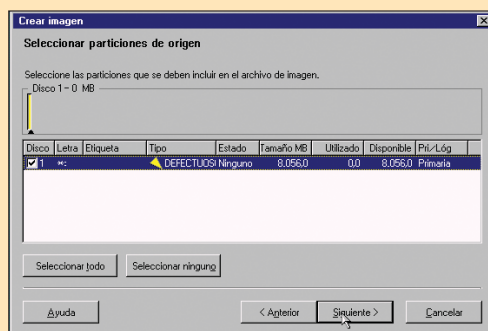 Crear imagen
Seleccionar particiones de origen
Seleccione las particiones que se deben incluir en el archivo de imagen.
Disco 1 - 0 MB
Disco Letra Etiqueta Tipo Estado Tamaño MB Utilizado Disponible Pri/Lóg
1 *: DEFECTUOS Ninguno 8.056,0 0,0 8.056,0 Primaria
Seleccionar todo Seleccionar ninguno
Ayuda < Anterior Siguiente > Cancelar